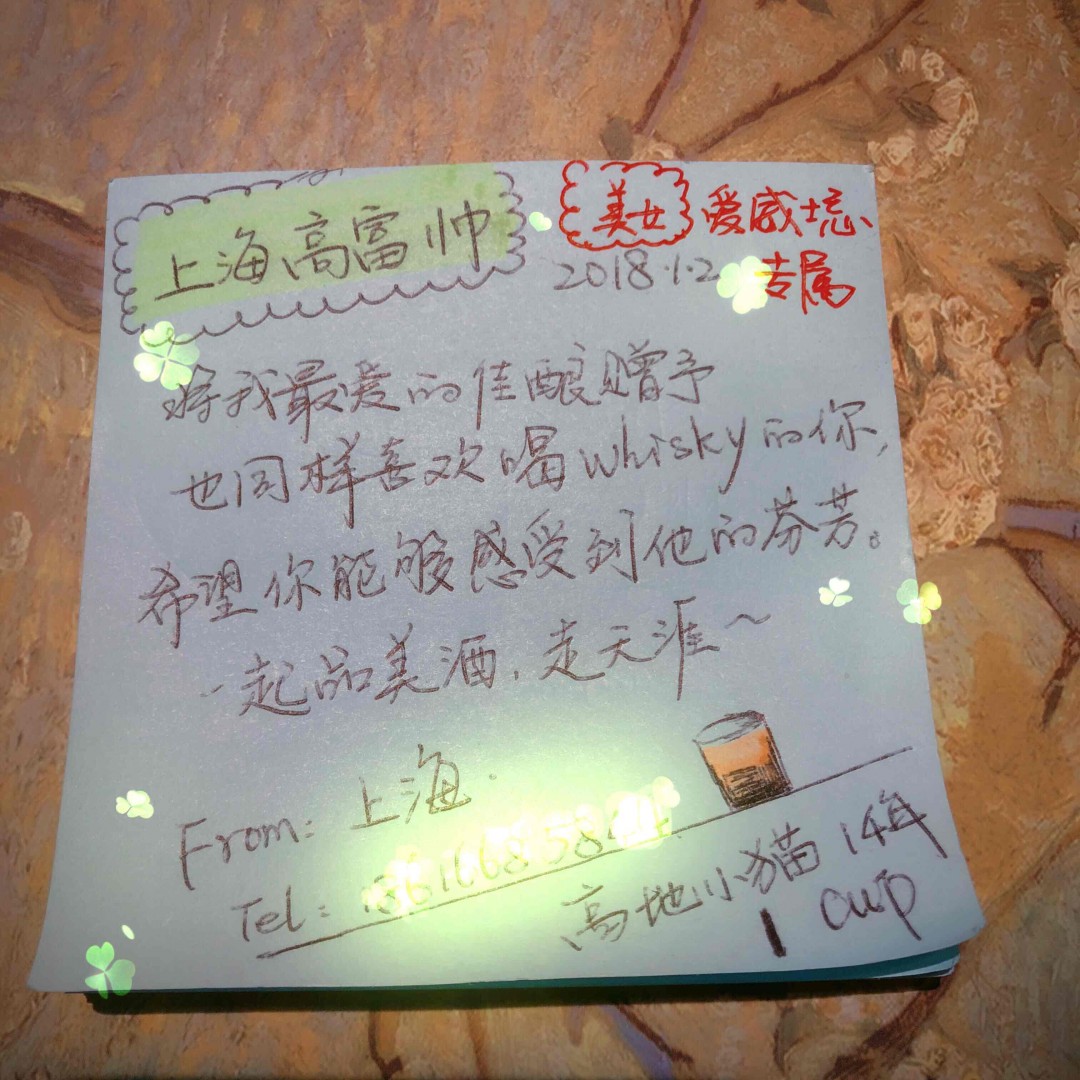 上海高富帅
美女 爱威士忌
专属
2018.1.2
将我最爱的佳酿赠予
也同样喜欢喝whisky的你,
希望你能够感受到他的芬芳。
一起品美酒,走天涯~
From: 上海.
Tel:
高地小猫14年
1 cup